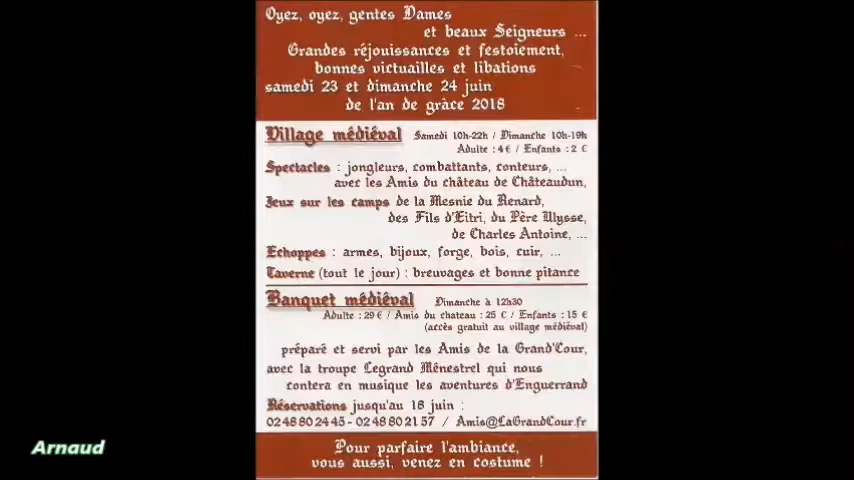 Oyez, oyez, gentes Dames
et beaux Seigneurs ...
Grandes réjouissances et festoiement,
bonnes victuailles et libations
samedi 23 et dimanche 24 juin
de l'an de grâce 2018
Village médiéval Samedi 10h-22h / Dimanche 10h-19h
Adulte : 4 € / Enfants : 2 €
Spectacles : jongleurs, combattants, conteurs, ...
avec les Amis du château de Châteaudun,
Jeux sur les camps de la Mesnie du Renard,
des Fils d'Eitri, du Père Ulysse,
de Charles Antoine, ...
Echoppes : armes, bijoux, forge, bois, cuir, ...
Taverne (tout le jour) : breuvages et bonne pitance
Banquet médiéval Dimanche à 12h30
Adulte : 29 € / Amis du chateau : 25 € / Enfants : 15 €
(accès gratuit au village médiéval)
préparé et servi par les Amis de la Grand'Cour,
avec la troupe Legrand Ménestrel qui nous
contera en musique les aventures d'Enguerrand
Réservations jusqu'au 18 juin :
02 48 80 24 45 - 02 48 80 21 57 / Amis@LaGrandCour.fr
Pour parfaire l'ambiance,
vous aussi, venez en costume !
Arnaud